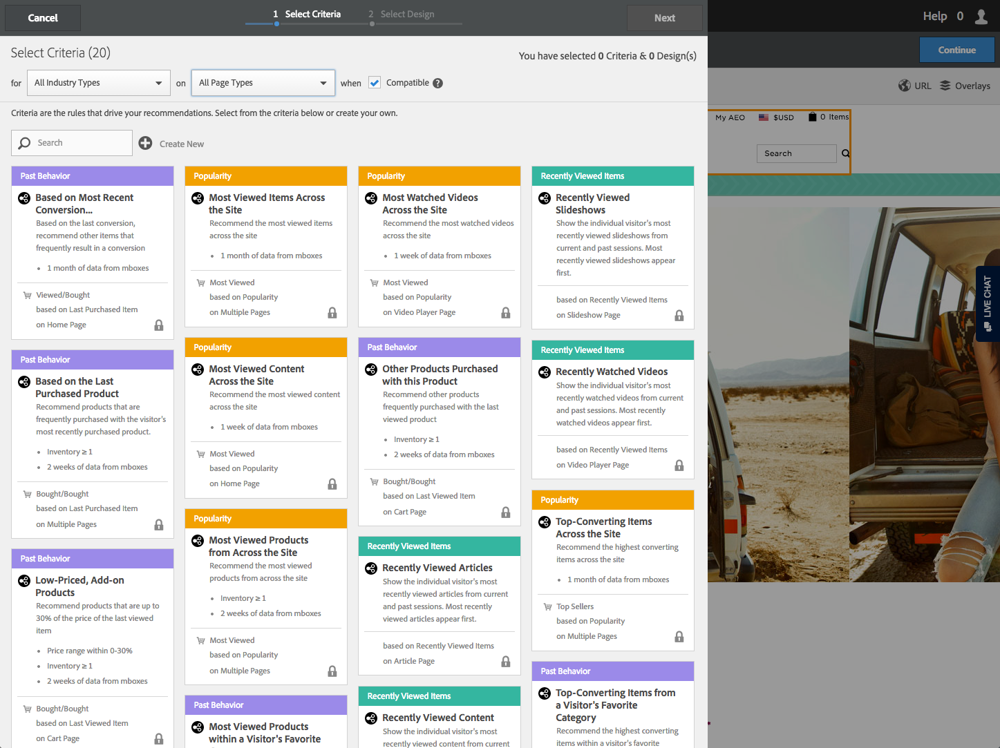 Cancel
1 Select Criteria
2 Select Design
Next
Help 0
Continue
Select Criteria (20)
You have selected 0 Criteria & 0 Design(s)
for
All Industry Types
on
All Page Types
when
Compatible ?
URL
Overlays
Criteria are the rules that drive your recommendations. Select from the criteria below or create your own.
My AEO
$USD
0 Items
Search
Create New
Search
Past Behavior
Based on Most Recent
Conversion...
Based on the last conversion,
recommend other items that
frequently result in a conversion
• 1 month of data from mboxes
Viewed/Bought
based on Last Purchased Item
on Home Page
Past Behavior
Based on the Last
Purchased Product
Recommend products that are
frequently purchased with the visitor's
most recently purchased product.
• Inventory ≥ 1
• 2 weeks of data from mboxes
Bought/Bought
based on Last Purchased Item
on Multiple Pages
Past Behavior
Low-Priced, Add-on
Products
Recommend products that are up to
30% of the price of the last viewed
item
• Price range within 0-30%
• Inventory ≥ 1
• 2 weeks of data from mboxes
Bought/Bought
based on Last Viewed Item
on Cart Page
Popularity
Most Viewed Items Across
the Site
Recommend the most viewed items
across the site
• 1 month of data from mboxes
Most Viewed
based on Popularity
on Multiple Pages
Popularity
Most Viewed Content
Across the Site
Recommend the most viewed content
across the site
• 1 week of data from mboxes
Most Viewed
based on Popularity
on Home Page
Popularity
Most Viewed Products
from Across the Site
Recommend the most viewed
products from across the site
• Inventory ≥ 1
• 2 weeks of data from mboxes
Most Viewed
based on Popularity
on Multiple Pages
Past Behavior
Most Viewed Products
within a Visitor's Favorite
Popularity
Most Watched Videos
Across the Site
Recommend the most watched videos
across the site
• 1 week of data from mboxes
Most Viewed
based on Popularity
on Video Player Page
Past Behavior
Other Products Purchased
with this Product
Recommend other products
frequently purchased with the last
viewed product
• Inventory ≥ 1
• 2 weeks of data from mboxes
Bought/Bought
based on Last Viewed Item
on Cart Page
Recently Viewed Items
Recently Viewed Articles
Show the individual visitor's most
recently viewed articles from current
and past sessions. Most recently
viewed articles appear first.
based on Recently Viewed Items
on Article Page
Recently Viewed Items
Recently Viewed Content
Show the individual visitor's most
recently viewed content from current
Recently Viewed Items
Recently Viewed
Slideshows
Show the individual visitor's most
recently viewed slideshows from
current and past sessions. Most
recently viewed slideshows appear
first.
based on Recently Viewed Items
on Slideshow Page
Recently Viewed Items
Recently Watched Videos
Show the individual visitor's most
recently watched videos from current
and past sessions. Most recently
watched videos appear first.
based on Recently Viewed Items
on Video Player Page
Popularity
Top-Converting Items
Across the Site
Recommend the highest converting
items across the site
• 1 month of data from mboxes
Top Sellers
based on Popularity
on Multiple Pages
Past Behavior
Top-Converting Items from
a Visitor's Favorite
Category
Recommend the highest converting
items within a visitor's favorite
LIVE CHAT